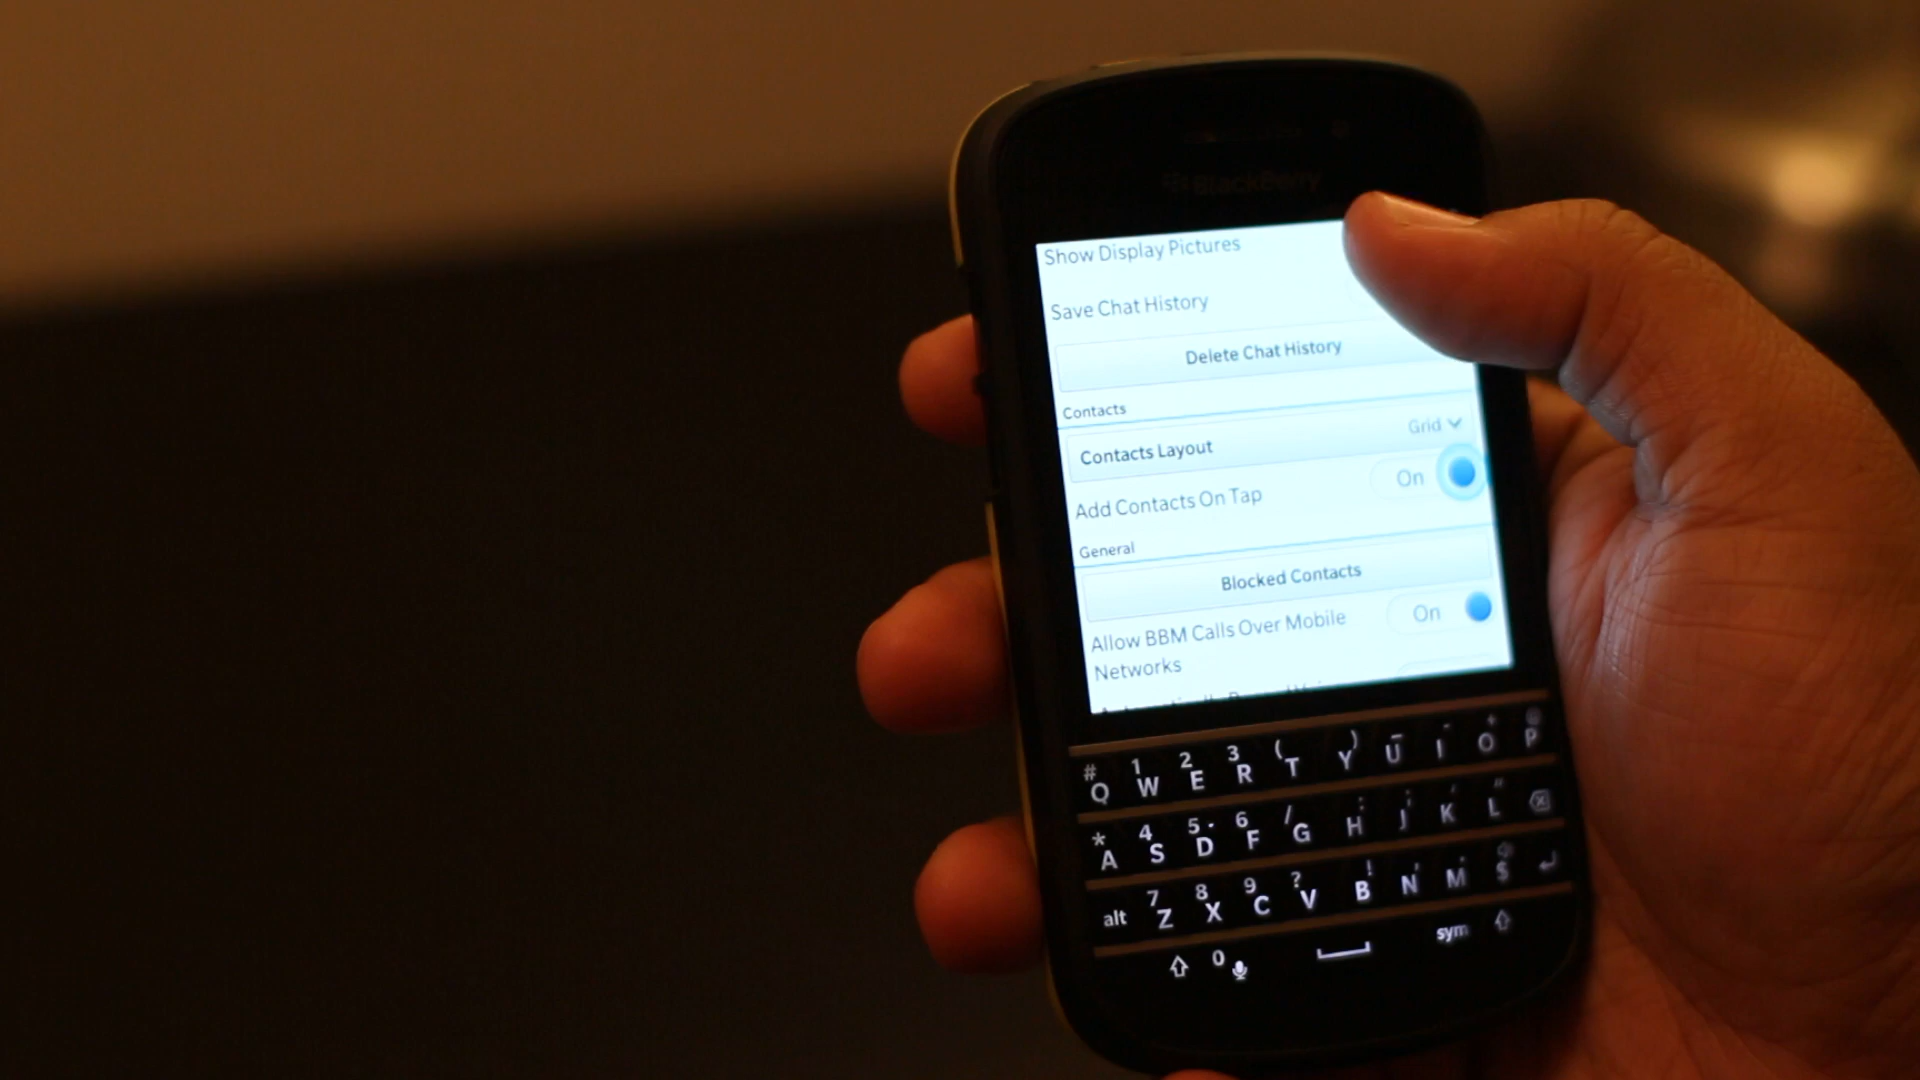 BlackBerry
Show Display Pictures
Save Chat History
Delete Chat History
Contacts
Contacts Layout Grid
Add Contacts On Tap On
General
Blocked Contacts
Allow BBM Calls Over Mobile On
Networks
# 1 2 3 ( ) _ - + @
Q W E R T Y U I O P
* 4 5 6 / : ; ' "
A S D F G H J K L
7 8 9 ? ! , .
alt Z X C V B N M $
0 sym